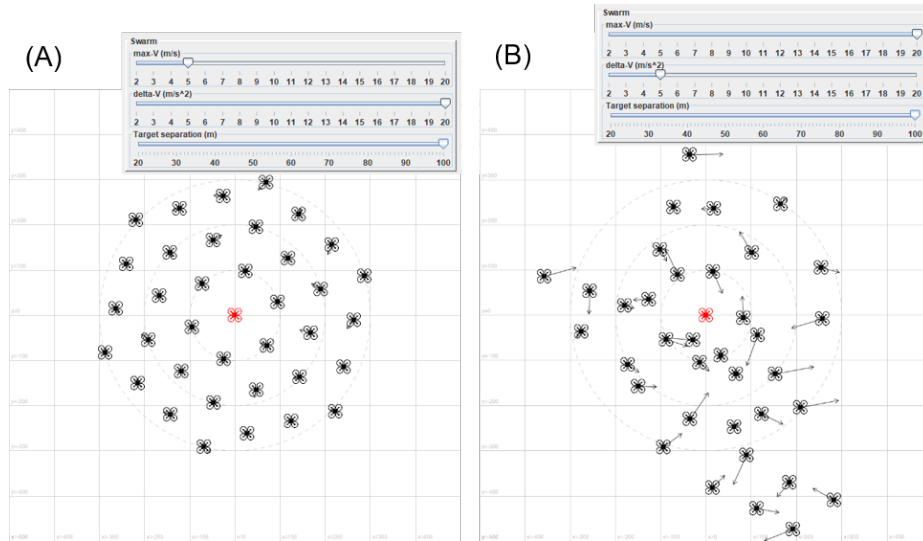 (A)
Swarm
max-V (m/s)
2 3 4 5 6 7 8 9 10 11 12 13 14 15 16 17 18 19 20
delta-V (m/s^2)
2 3 4 5 6 7 8 9 10 11 12 13 14 15 16 17 18 19 20
Target separation (m)
20 30 40 50 60 70 80 90 100
(B)
Swarm
max-V (m/s)
2 3 4 5 6 7 8 9 10 11 12 13 14 15 16 17 18 19 20
delta-V (m/s^2)
2 3 4 5 6 7 8 9 10 11 12 13 14 15 16 17 18 19 20
Target separation (m)
20 30 40 50 60 70 80 90 100